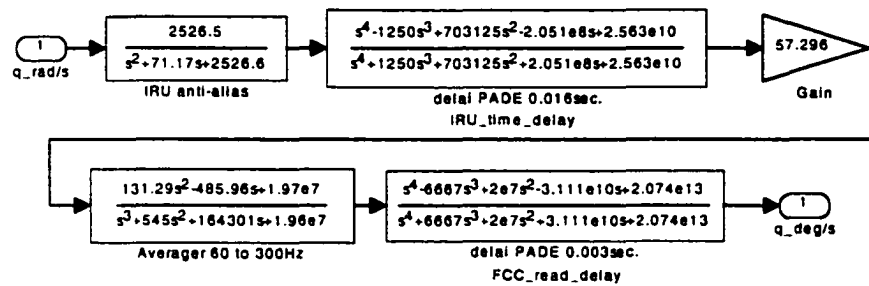 1
q_rad/s
2526.5
s²+71.17s+2526.6
IRU anti-alias
s⁴-1250s³+703125s²-2.051e8s+2.563e10
s⁴+1250s³+703125s²+2.051e8s+2.563e10
delai PADE 0.016sec.
IRU_time_delay
57.296
Gain
131.29s²-485.96s+1.97e7
s³+545s²+164301s+1.96e7
Averager 60 to 300Hz
s⁴-6667s³+2e7s²-3.111e10s+2.074e13
s⁴+6667s³+2e7s²+3.111e10s+2.074e13
delai PADE 0.003sec.
FCC_read_delay
1
q_deg/s